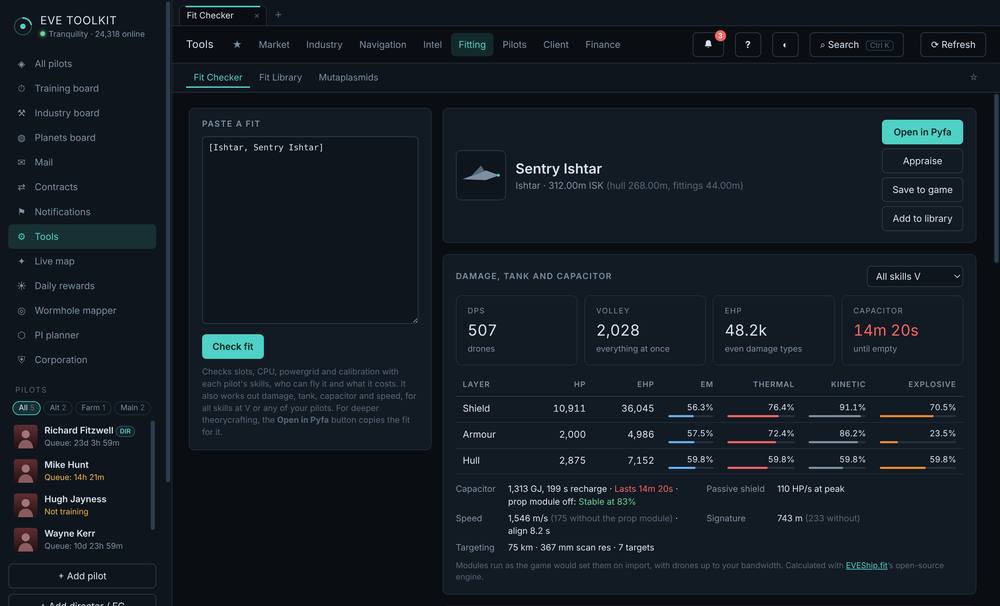 EVE TOOLKIT
Tranquility · 24,318 online
All pilots
Training board
Industry board
Planets board
Mail
Contracts
Notifications
Tools
Live map
Daily rewards
Wormhole mapper
PI planner
Corporation
PILOTS
All 5
Alt 2
Farm 1
Main 2
Richard Fitzwell DIR
Queue: 23d 3h 59m
Mike Hunt
Queue: 14h 21m
Hugh Jayness
Not training
Wayne Kerr
Queue: 10d 23h 59m
+ Add pilot
+ Add director / FC
Fit Checker ×
+
Tools ★ Market Industry Navigation Intel Fitting Pilots Client Finance
3
?
Search Ctrl K
⟳ Refresh
Fit Checker Fit Library Mutaplasmids
☆
PASTE A FIT
[Ishtar, Sentry Ishtar]
Check fit
Checks slots, CPU, powergrid and calibration with
each pilot's skills, who can fly it and what it costs. It
also works out damage, tank, capacitor and speed, for
all skills at V or any of your pilots. For deeper
theorycrafting, the Open in Pyfa button copies the fit
for it.
Sentry Ishtar
Ishtar · 312.00m ISK (hull 268.00m, fittings 44.00m)
Open in Pyfa
Appraise
Save to game
Add to library
DAMAGE, TANK AND CAPACITOR
All skills V
DPS
507
drones
VOLLEY
2,028
everything at once
EHP
48.2k
even damage types
CAPACITOR
14m 20s
until empty
LAYER HP EHP EM THERMAL KINETIC EXPLOSIVE
Shield 10,911 36,045 56.3% 76.4% 91.1% 70.5%
Armour 2,000 4,986 57.5% 72.4% 86.2% 23.5%
Hull 2,875 7,152 59.8% 59.8% 59.8% 59.8%
Capacitor 1,313 GJ, 199 s recharge · Lasts 14m 20s ·
prop module off: Stable at 83%
Passive shield 110 HP/s at peak
Speed 1,546 m/s (175 without the prop module) ·
align 8.2 s
Signature 743 m (233 without)
Targeting 75 km · 367 mm scan res · 7 targets
Modules run as the game would set them on import, with drones up to your bandwidth. Calculated with EVEShip.fit's open-source
engine.